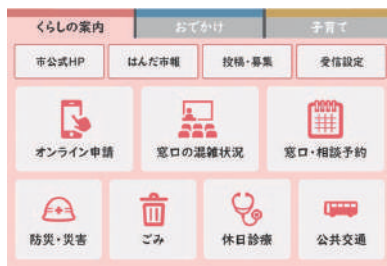 くらしの案内 おでかけ 子育て
市公式HP はんだ市報 投稿・募集 受信設定
オンライン申請 窓口の混雑状況 窓口・相談予約
防災・災害 ごみ 休日診療 公共交通